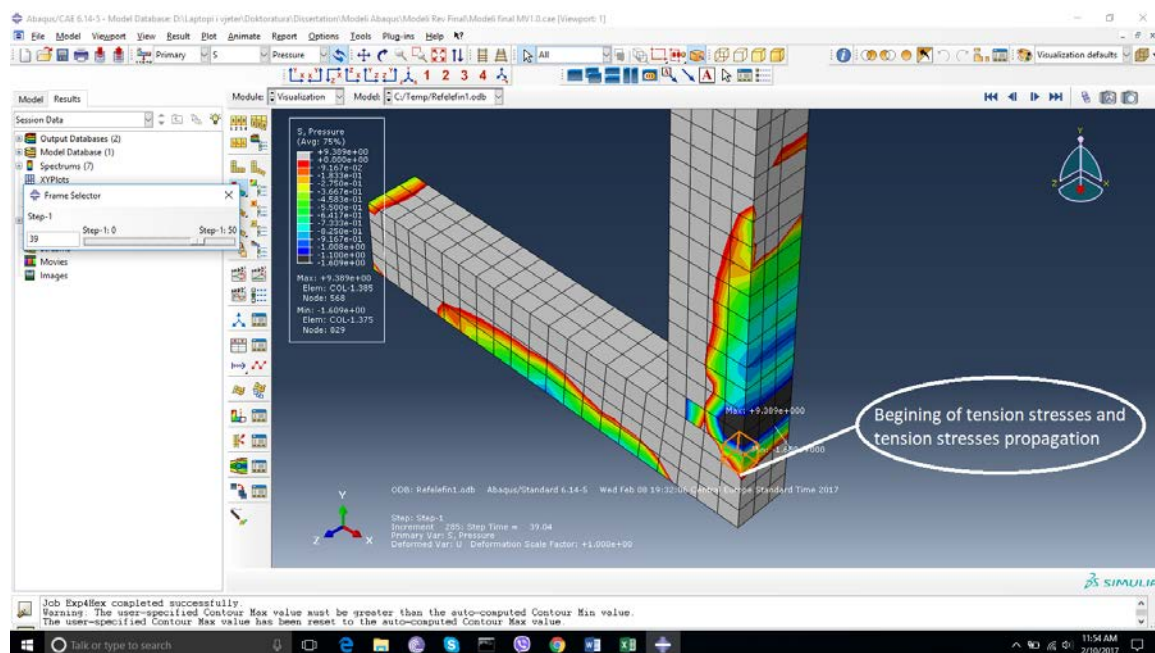 Abaqus/CAE 6.14-5 - Model Database: D:\Laptopi i vjeter\Doktoratura\Dissertation\Modeli Abaqus\Modeli Rev Final\Modeli final MV1.0.cae [Viewport: 1]
File Model Viewport View Result Plot Animate Report Options Tools Plug-ins Help
Primary S Pressure All Visualization defaults
1 2 3 4
Model Results Module: Visualization Model: C:/Temp/Refelefin1.odb
Session Data
Output Databases (2)
Model Database (1)
Spectrums (7)
XYPlots
Frame Selector
Step-1
Step-1: 0 Step-1: 50
39
Movies
Images
S, Pressure
(Avg: 75%)
+9.389e+00
+0.000e+00
-9.167e-02
-1.833e-01
-2.750e-01
-3.667e-01
-4.583e-01
-5.500e-01
-6.417e-01
-7.333e-01
-8.250e-01
-9.167e-01
-1.008e+00
-1.100e+00
-1.609e+00
Max: +9.389e+00
Elem: COL-1.385
Node: 568
Min: -1.609e+00
Elem: COL-1.375
Node: 829
Max: +9.389e+000
Begining of tension stresses and
tension stresses propagation
ODB: Refelefin1.odb Abaqus/Standard 6.14-5 Wed Feb 08 19:32:06 Central Europe Standard Time 2017
Step: Step-1
Increment 285: Step Time = 39.04
Primary Var: S, Pressure
Deformed Var: U Deformation Scale Factor: +1.000e+00
Y
Z X
Y
Z X
SIMULIA
Job Exp4Hex completed successfully.
Warning: The user-specified Contour Max value must be greater than the auto-computed Contour Min value.
The user-specified Contour Max value has been reset to the auto-computed Contour Max value.
Talk or type to search
11:54 AM
2/10/2017